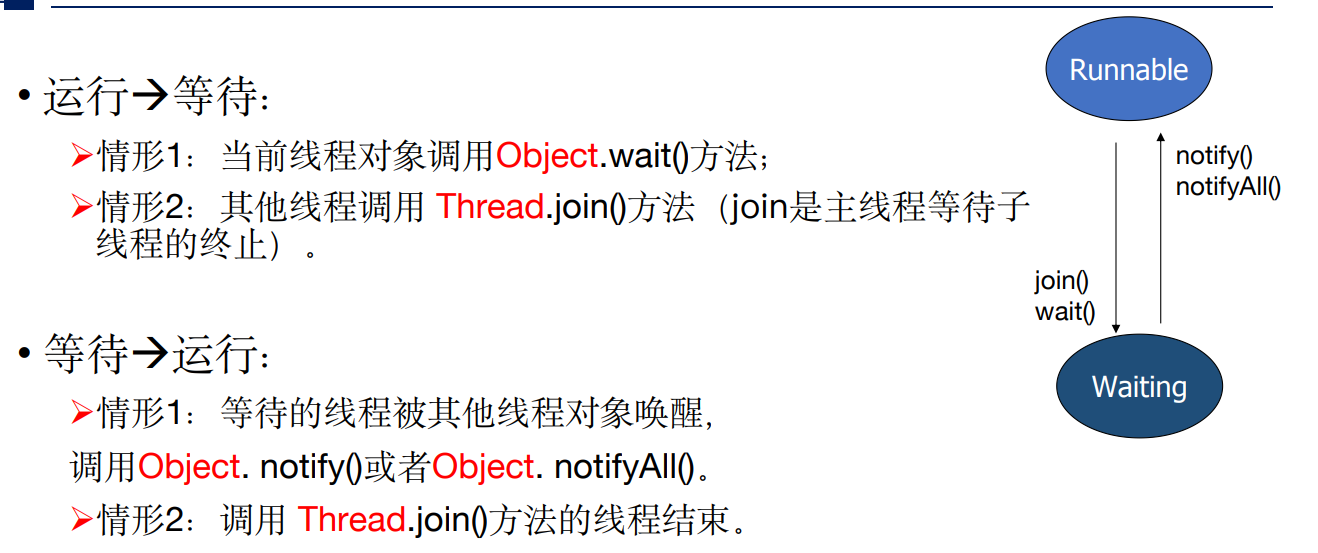 • 运行→等待：
➢情形1： 当前线程对象调用Object.wait()方法；
➢情形2： 其他线程调用 Thread.join()方法（join是主线程等待子
线程的终止）。
• 等待→运行：
➢情形1： 等待的线程被其他线程对象唤醒，
调用Object. notify()或者Object. notifyAll()。
➢情形2： 调用 Thread.join()方法的线程结束。
Runnable
notify()
notifyAll()
join()
wait()
Waiting